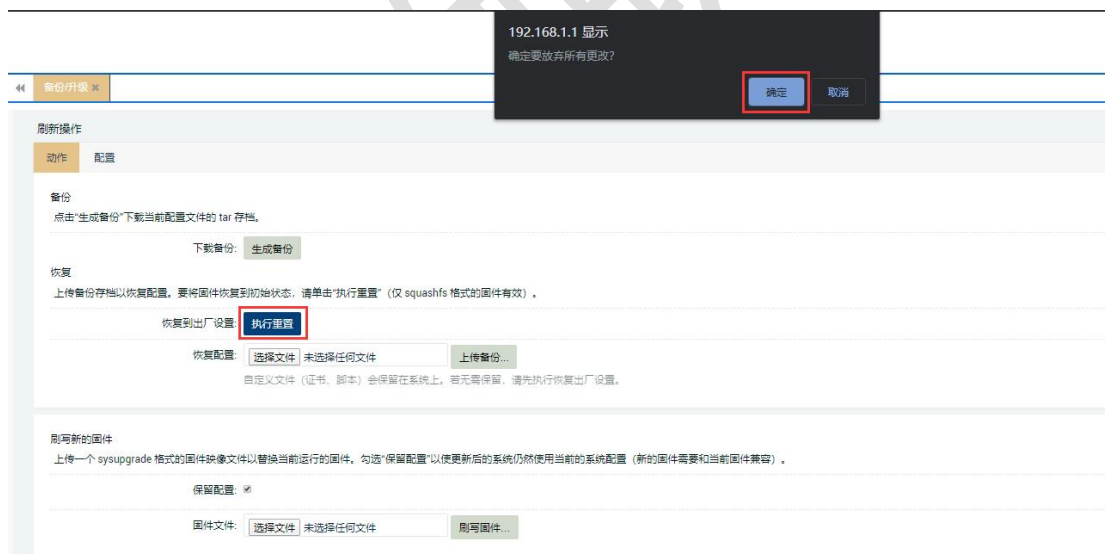 192.168.1.1 显示
确定要放弃所有更改?
确定 取消
备份/升级 ×
刷新操作
动作 配置
备份
点击“生成备份”下载当前配置文件的 tar 存档。
下载备份: 生成备份
恢复
上传备份存档以恢复配置。要将固件恢复到初始状态，请单击“执行重置”（仅 squashfs 格式的固件有效）。
恢复到出厂设置: 执行重置
恢复配置: 选择文件 未选择任何文件 上传备份...
自定义文件（证书、脚本）会保留在系统上。若无需保留，请先执行恢复出厂设置。
刷写新的固件
上传一个 sysupgrade 格式的固件映像文件以替换当前运行的固件。勾选“保留配置”以使更新后的系统仍然使用当前的系统配置（新的固件需要和当前固件兼容）。
保留配置:
固件文件: 选择文件 未选择任何文件 刷写固件...